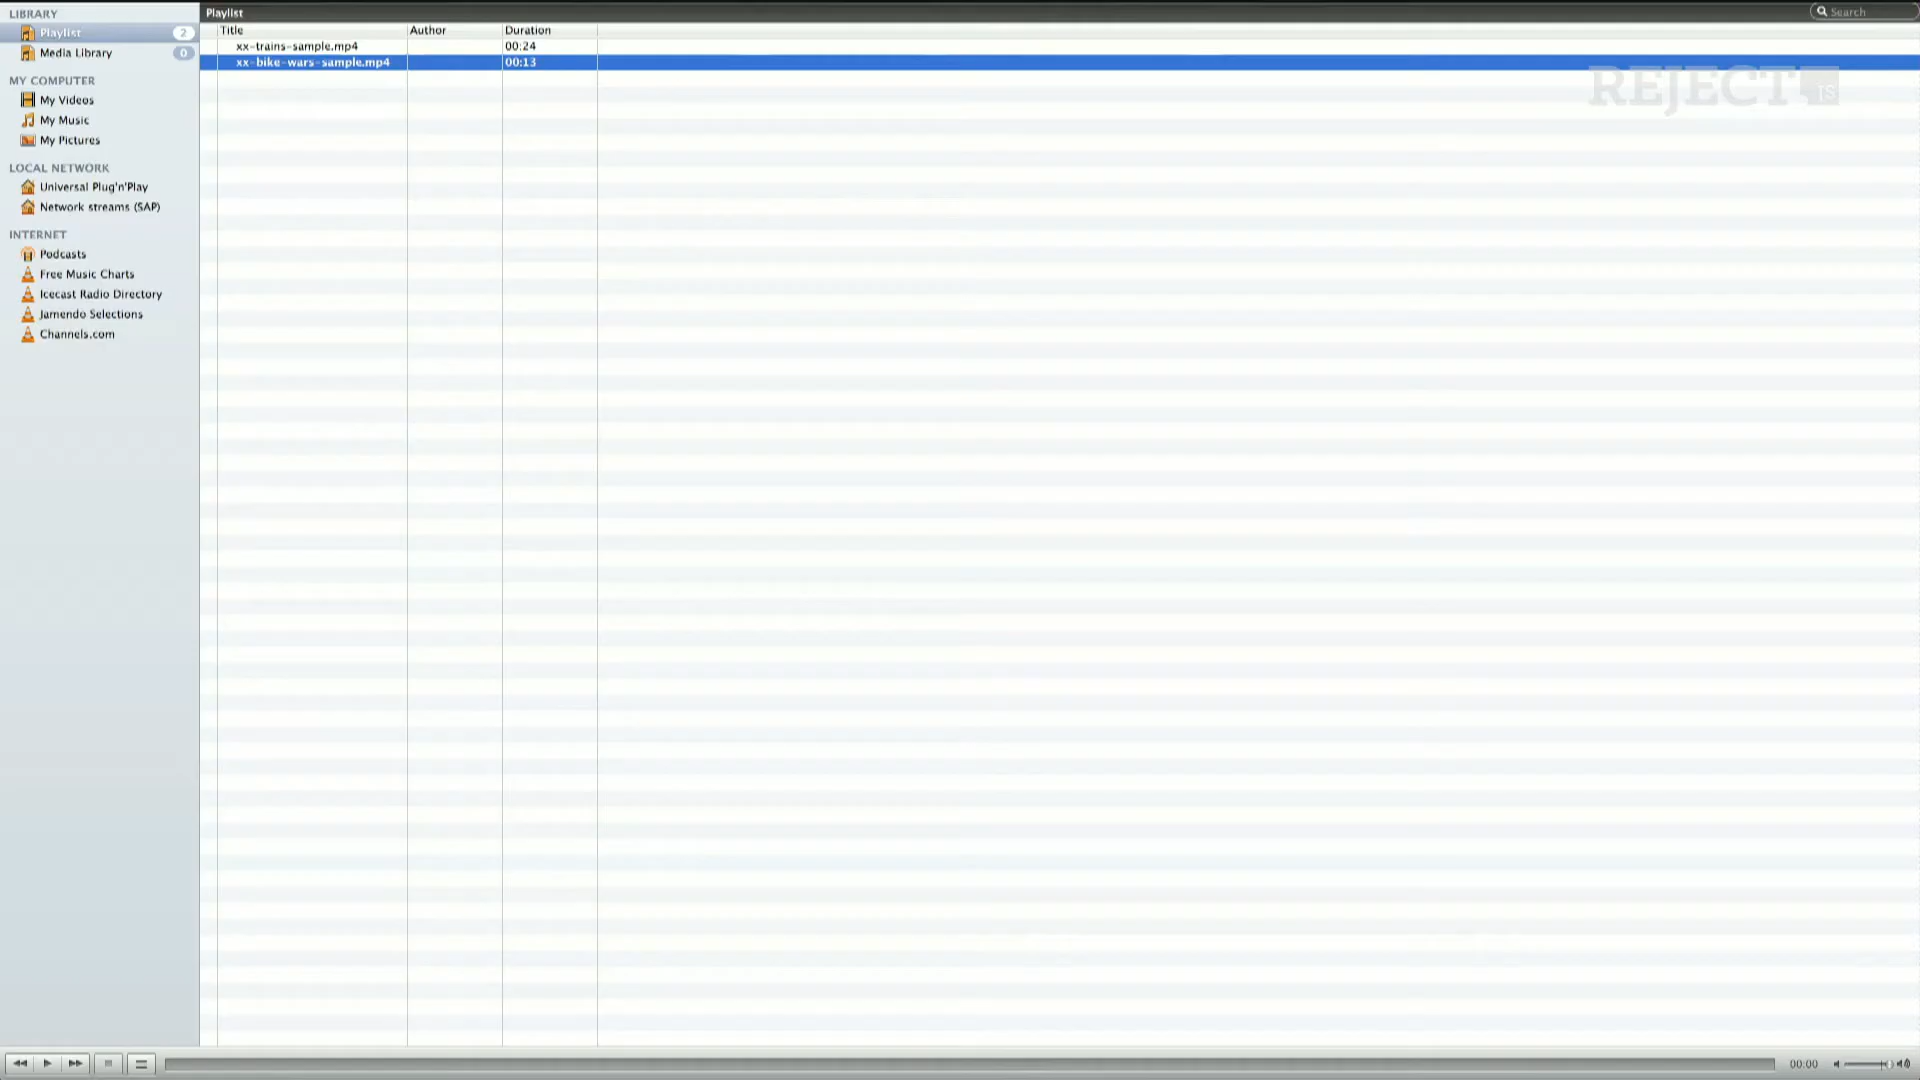 LIBRARY
Playlist 2
Media Library 0
MY COMPUTER
My Videos
My Music
My Pictures
LOCAL NETWORK
Universal Plug'n'Play
Network streams (SAP)
INTERNET
Podcasts
Free Music Charts
Icecast Radio Directory
Jamendo Selections
Channels.com
Playlist
Search
Title Author Duration
xx-trains-sample.mp4 00:24
xx-bike-wars-sample.mp4 00:13
REJECT JS
00:00